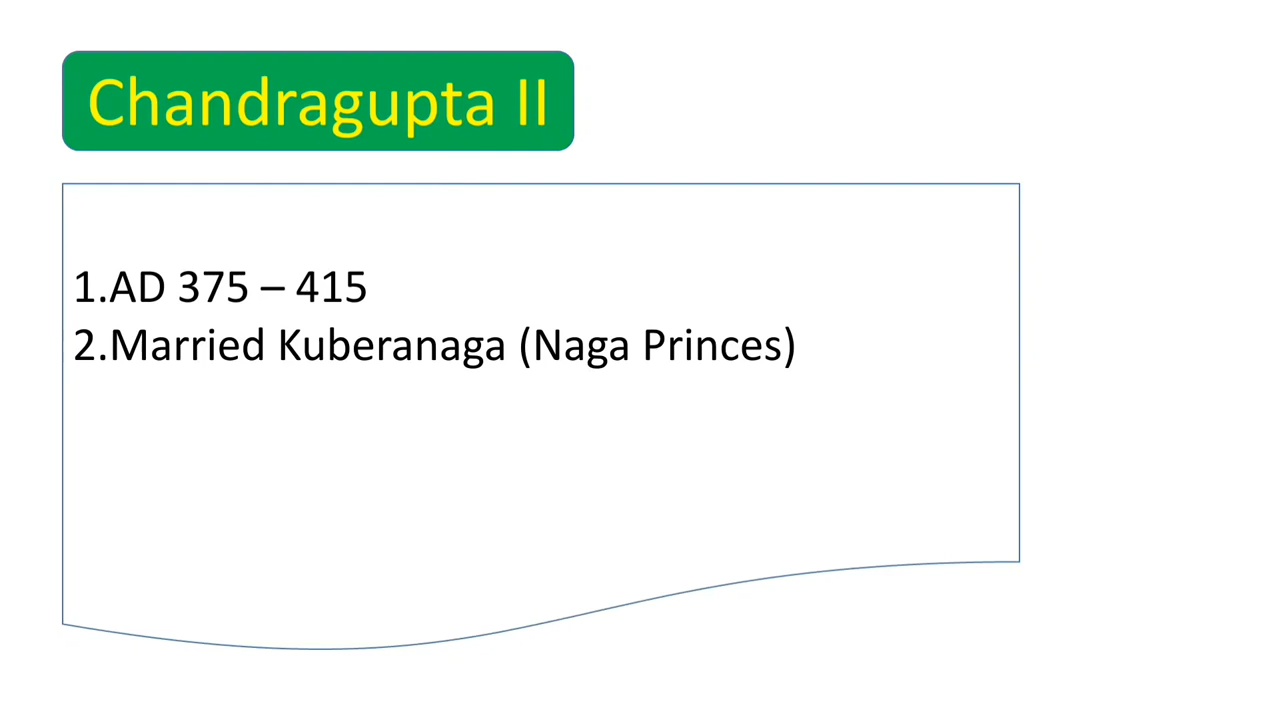 Chandragupta II
1.AD 375 – 415
2.Married Kuberanaga (Naga Princes)